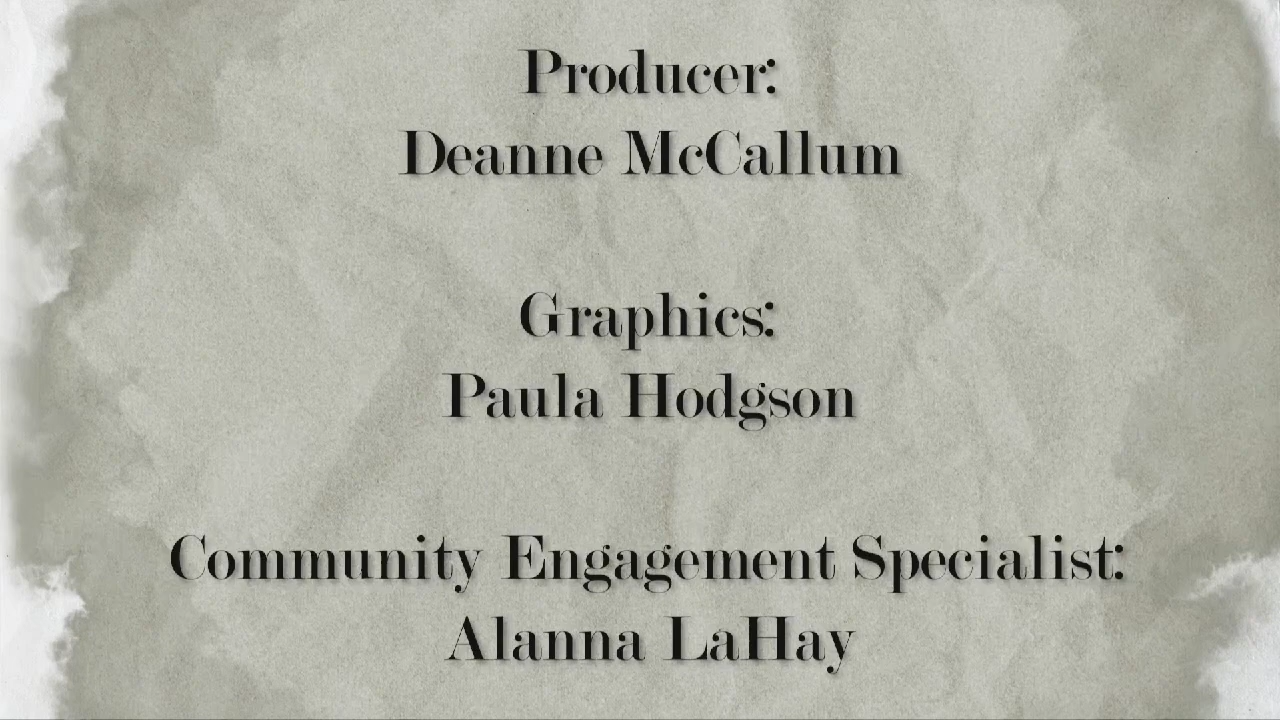 Producer:
Deanne McCallum
Graphics:
Paula Hodgson
Community Engagement Specialist:
Alanna LaHay